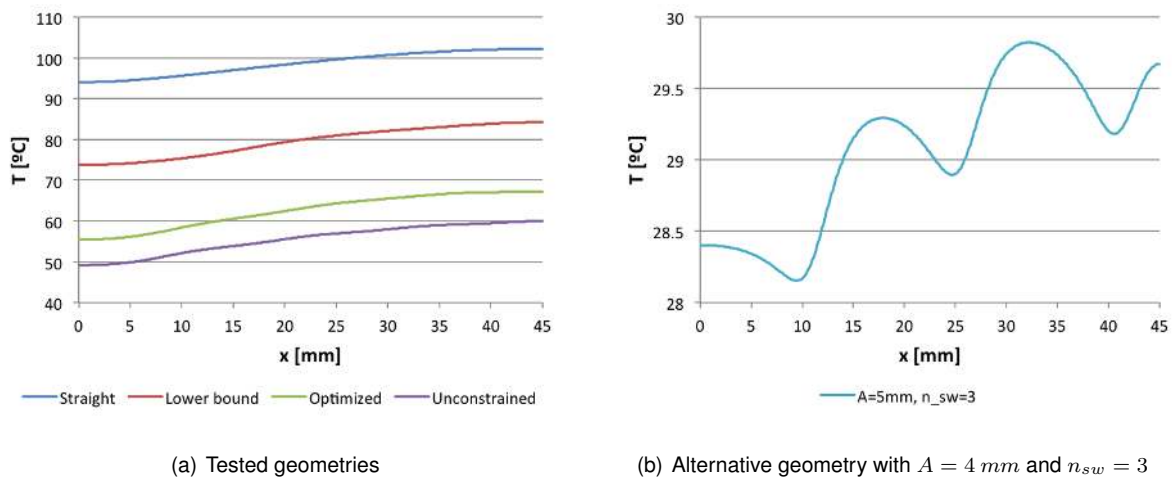 110
100
90
80
70
60
50
40
T [ºC]
0 5 10 15 20 25 30 35 40 45
x [mm]
Straight Lower bound Optimized Unconstrained
(a) Tested geometries
30
29.5
29
28.5
28
T [ºC]
0 5 10 15 20 25 30 35 40 45
x [mm]
A=5mm, n_sw=3
(b) Alternative geometry with A = 4 mm and n_sw = 3